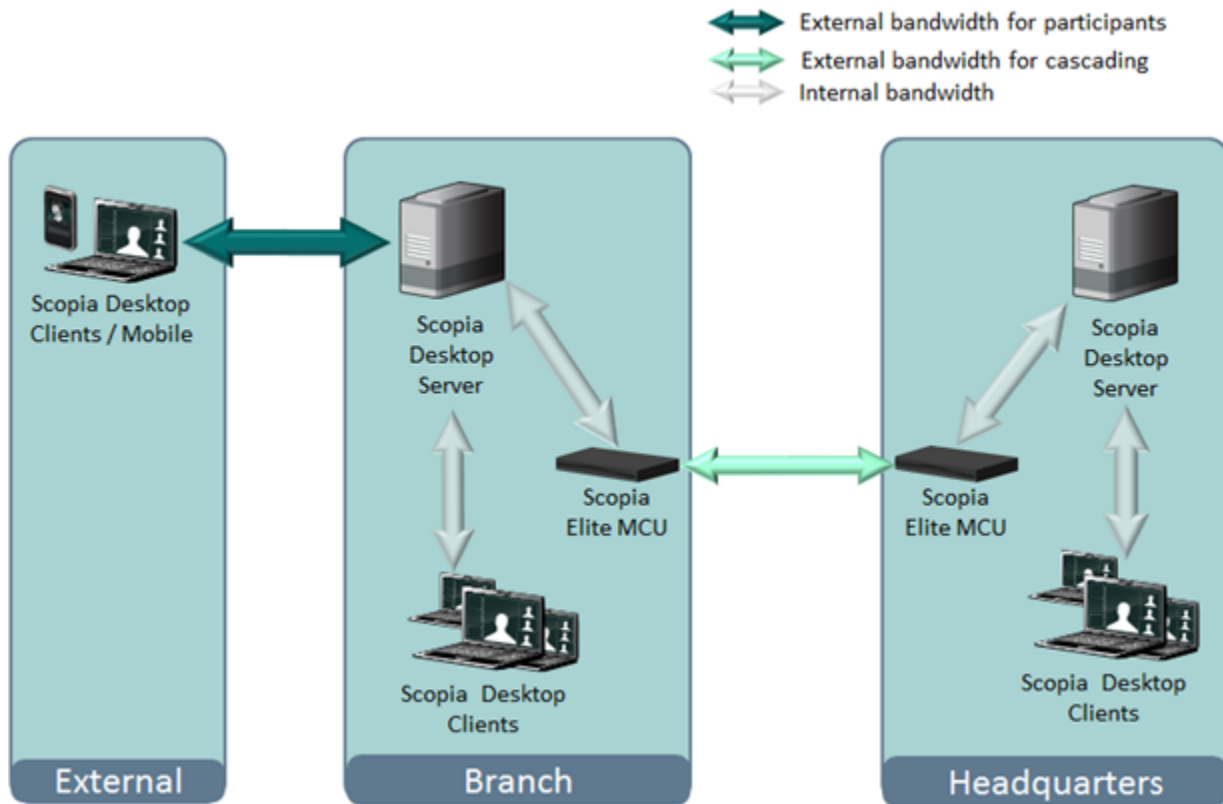 External bandwidth for participants
External bandwidth for cascading
Internal bandwidth
Scopia Desktop
Clients / Mobile
External
Scopia
Desktop
Server
Scopia
Elite MCU
Scopia Desktop
Clients
Branch
Scopia
Desktop
Server
Scopia
Elite MCU
Scopia Desktop
Clients
Headquarters